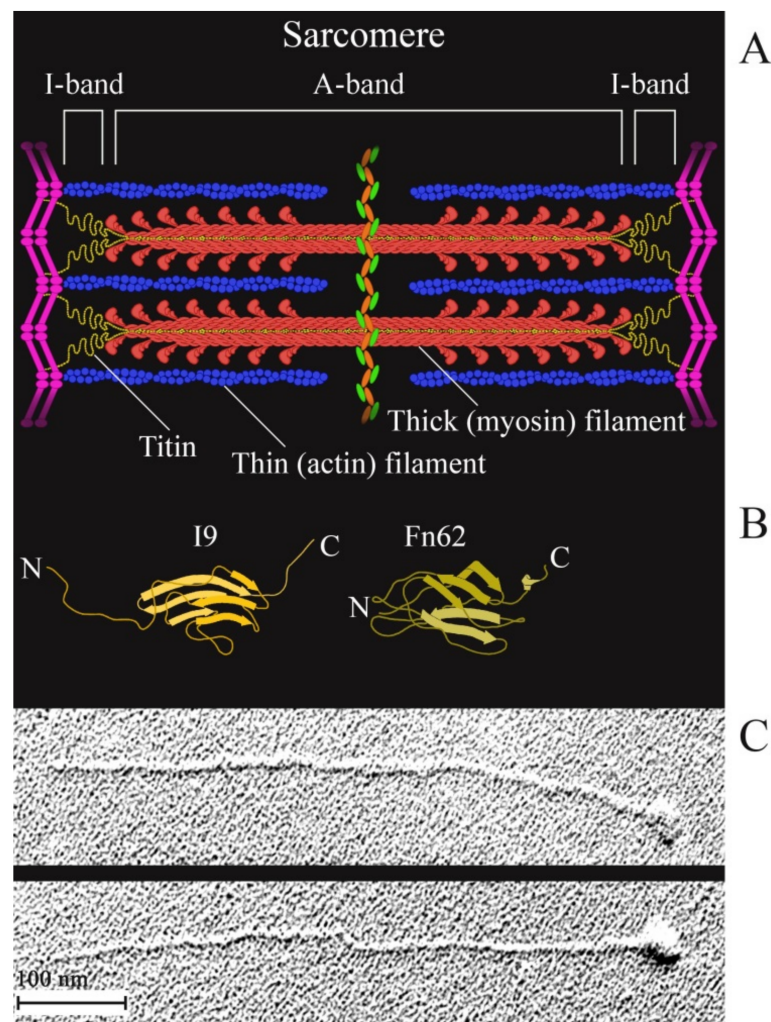 Sarcomere
A
I-band
A-band
I-band
Thick (myosin) filament
Titin
Thin (actin) filament
B
I9
Fn62
N
C
N
C
C
100 nm